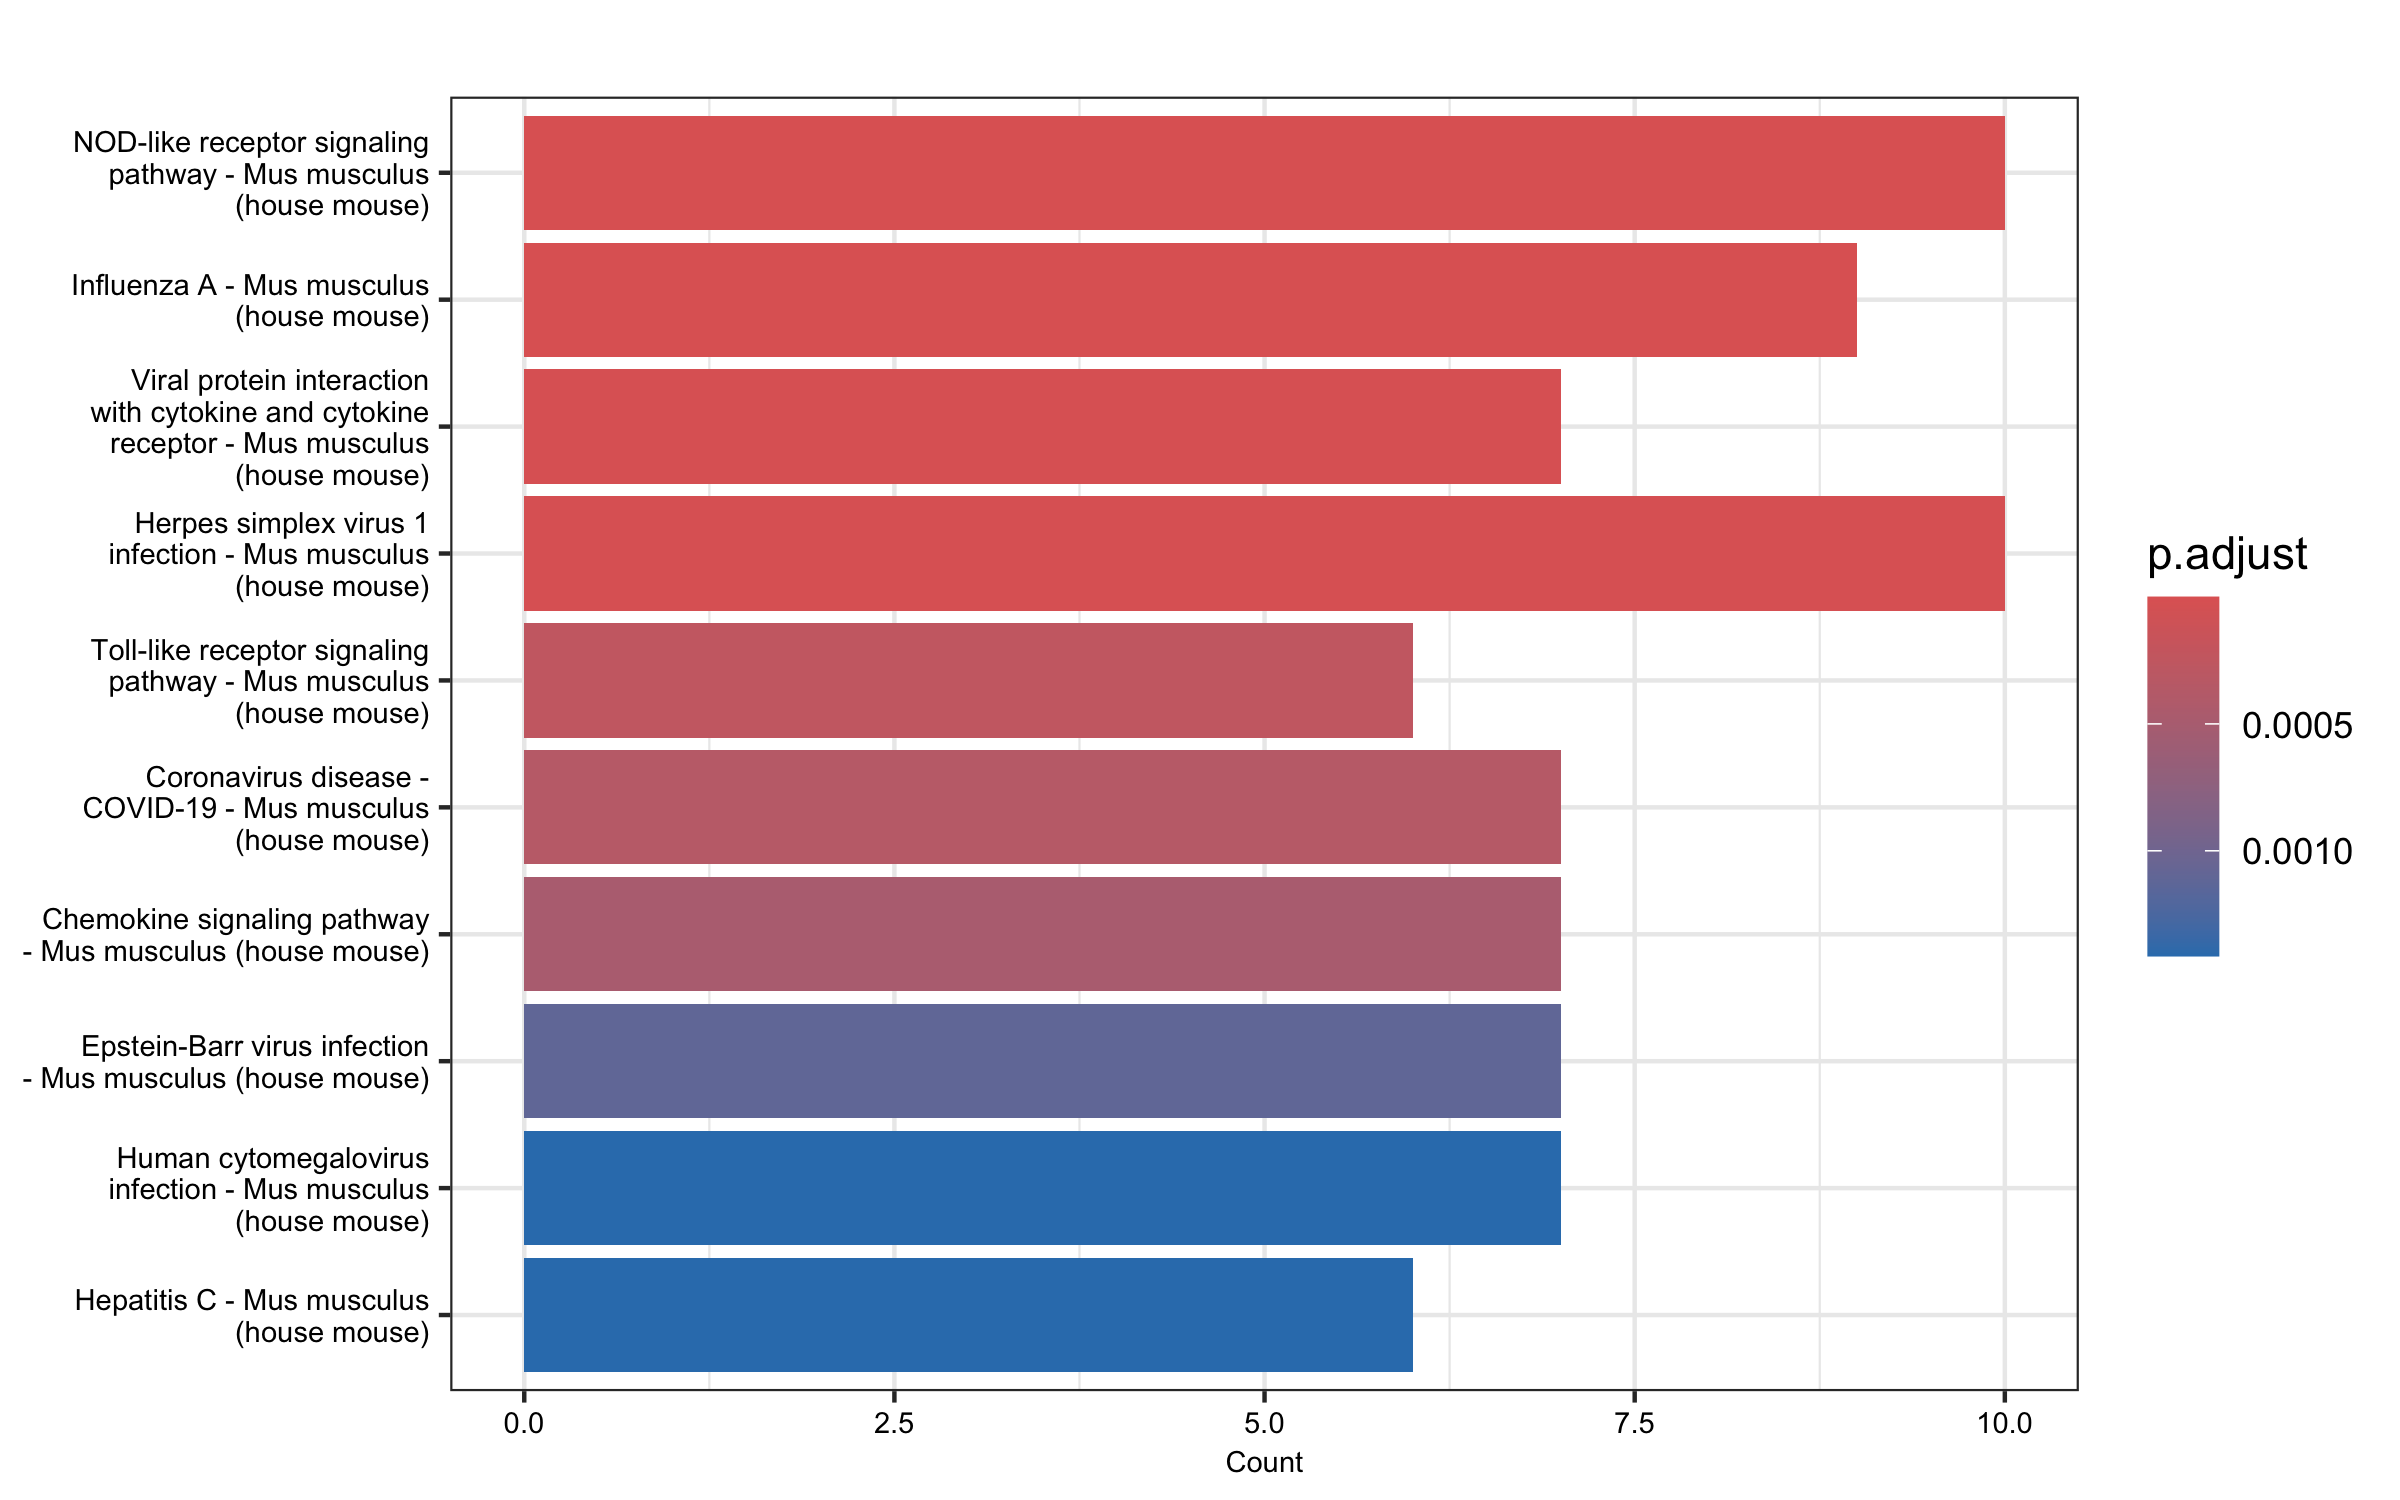 NOD-like receptor signaling
pathway - Mus musculus
(house mouse)
Influenza A - Mus musculus
(house mouse)
Viral protein interaction
with cytokine and cytokine
receptor - Mus musculus
(house mouse)
Herpes simplex virus 1
infection - Mus musculus
(house mouse)
Toll-like receptor signaling
pathway - Mus musculus
(house mouse)
Coronavirus disease -
COVID-19 - Mus musculus
(house mouse)
Chemokine signaling pathway
- Mus musculus (house mouse)
Epstein-Barr virus infection
- Mus musculus (house mouse)
Human cytomegalovirus
infection - Mus musculus
(house mouse)
Hepatitis C - Mus musculus
(house mouse)
0.0 2.5 5.0 7.5 10.0
Count
p.adjust
0.0005
0.0010